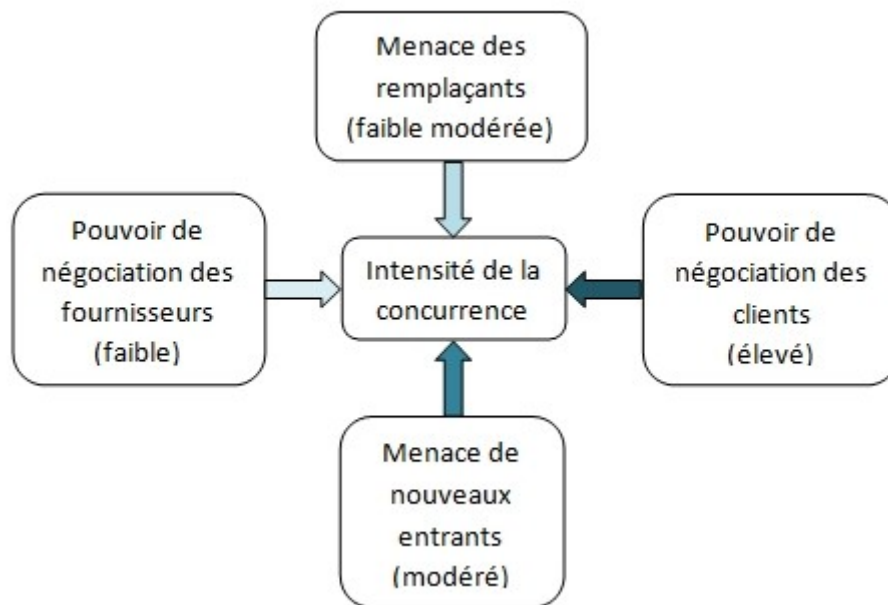 Menace des
remplaçants
(faible modérée)
Pouvoir de
négociation des
fournisseurs
(faible)
Intensité de la
concurrence
Pouvoir de
négociation des
clients
(élevé)
Menace de
nouveaux
entrants
(modéré)